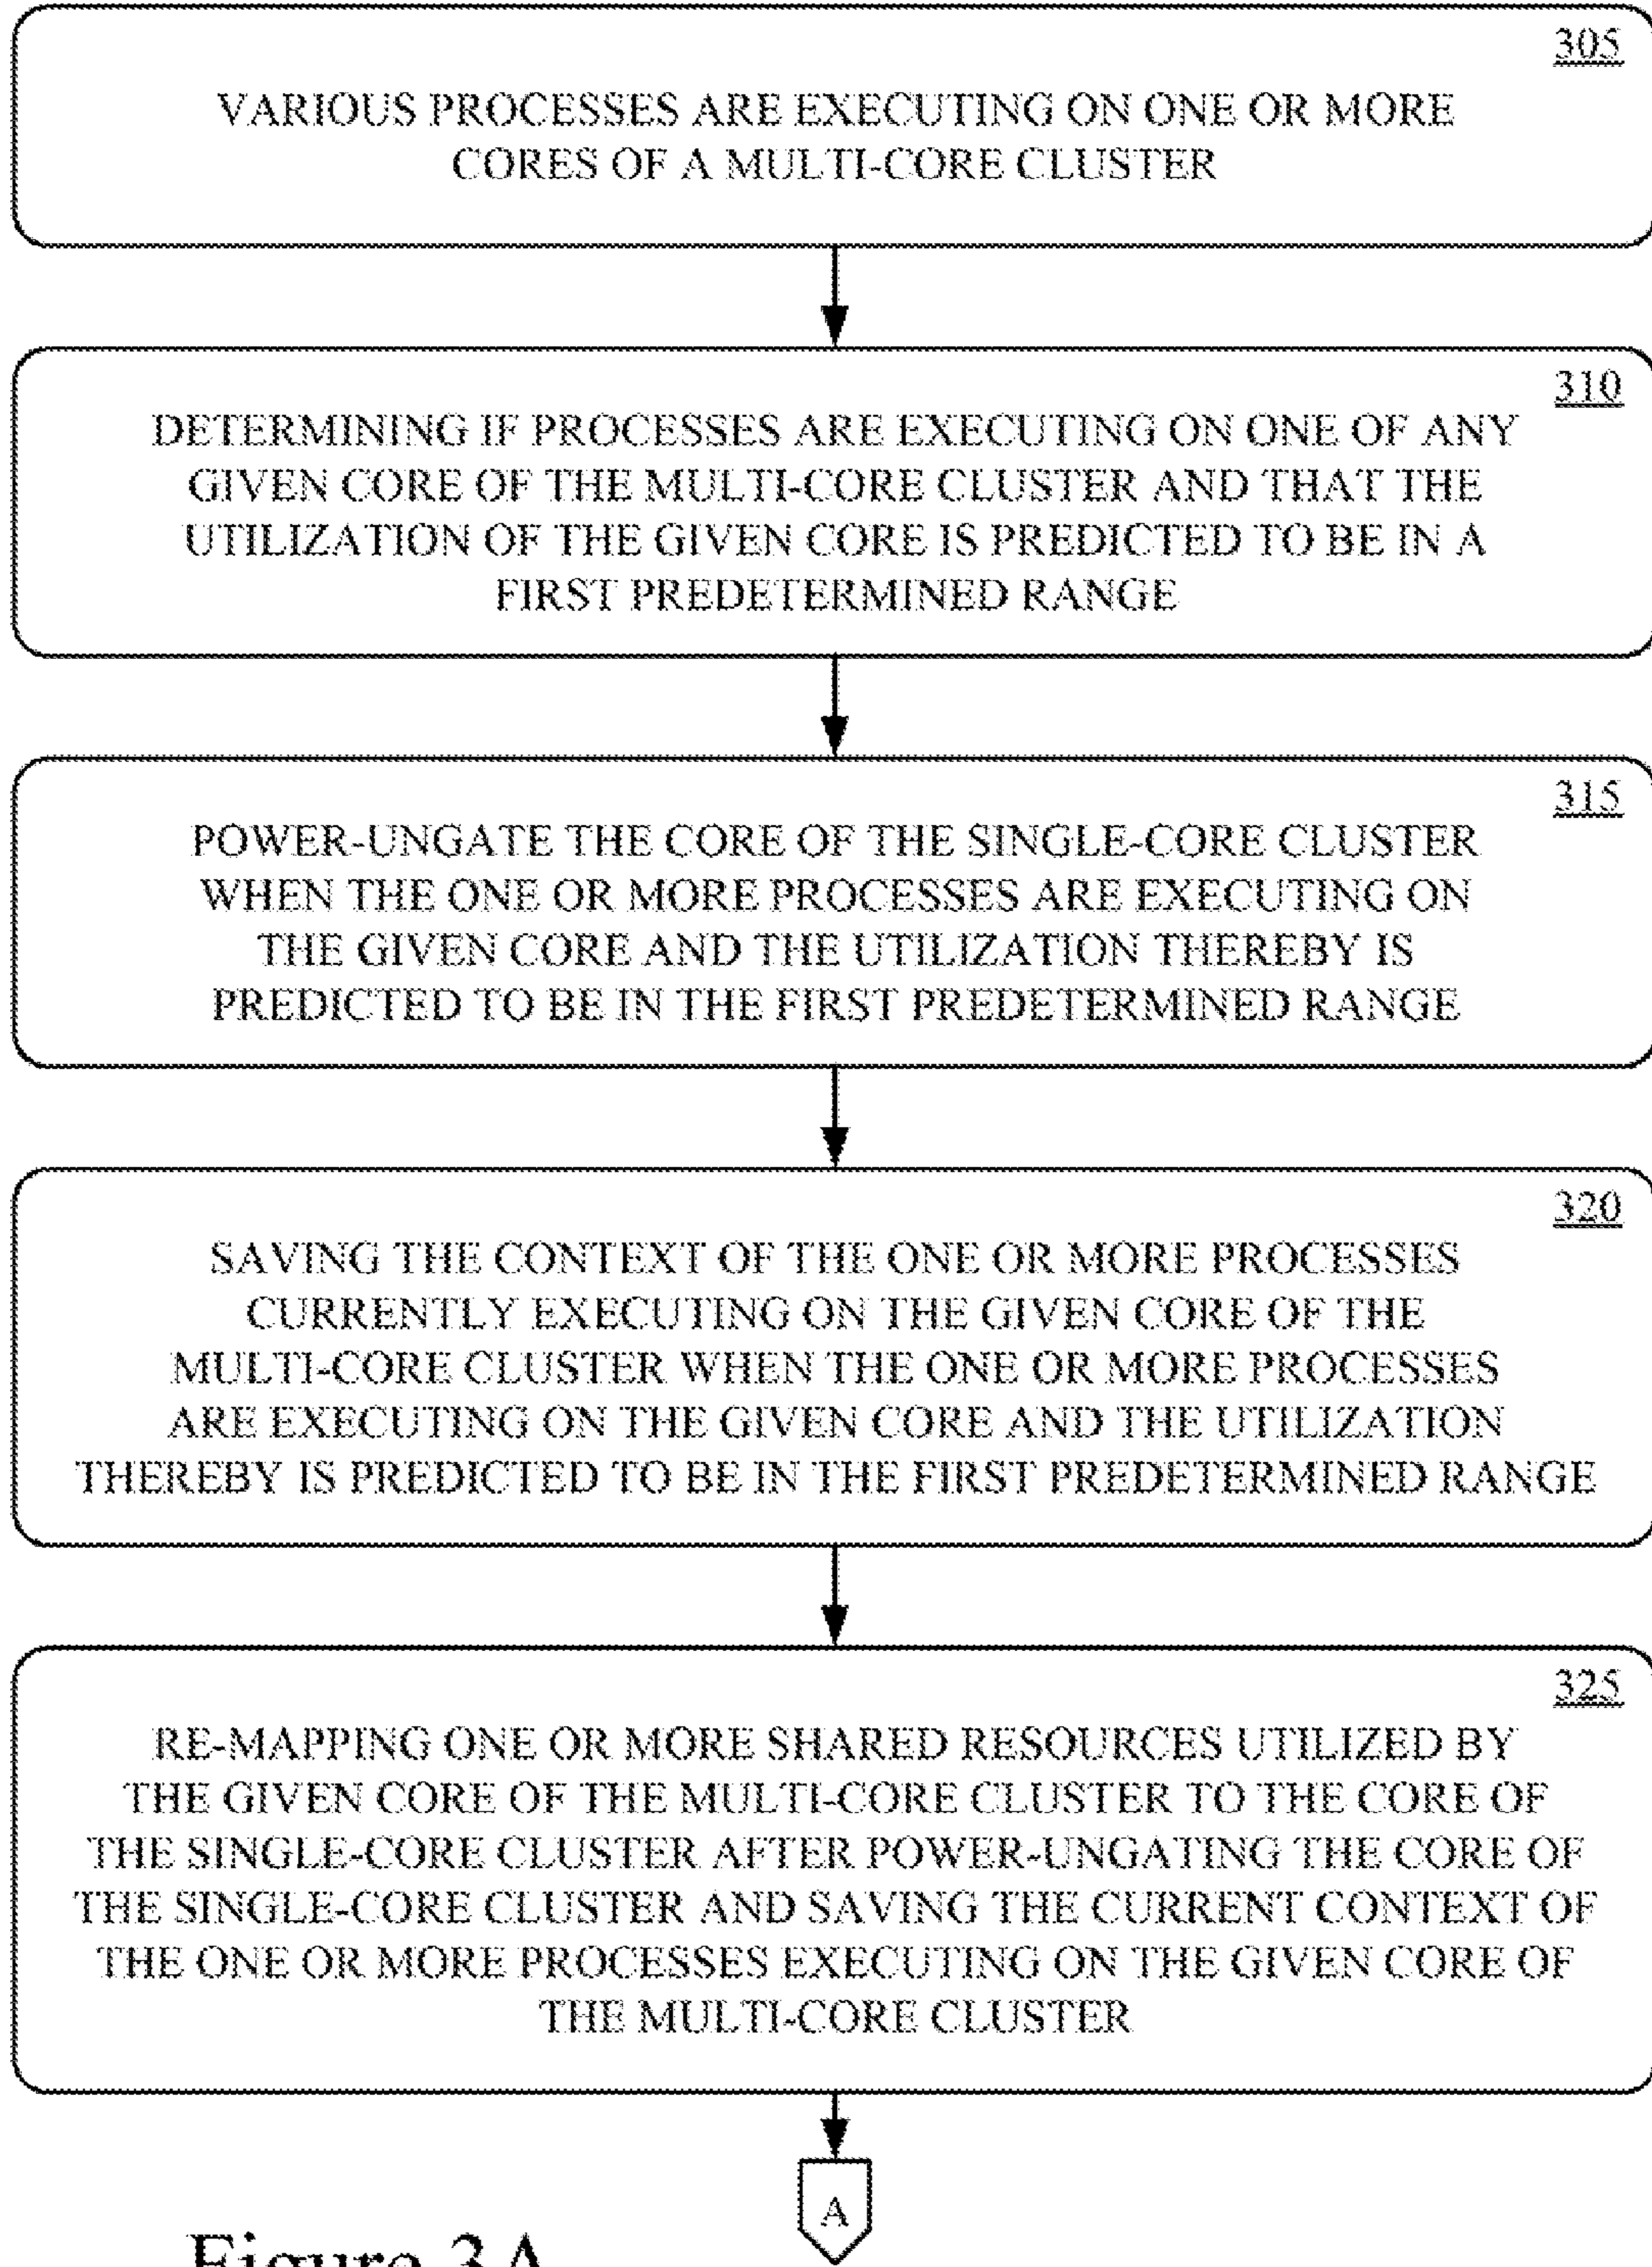 305
VARIOUS PROCESSES ARE EXECUTING ON ONE OR MORE
CORES OF A MULTI-CORE CLUSTER
310
DETERMINING IF PROCESSES ARE EXECUTING ON ONE OF ANY
GIVEN CORE OF THE MULTI-CORE CLUSTER AND THAT THE
UTILIZATION OF THE GIVEN CORE IS PREDICTED TO BE IN A
FIRST PREDETERMINED RANGE
315
POWER-UNGATE THE CORE OF THE SINGLE-CORE CLUSTER
WHEN THE ONE OR MORE PROCESSES ARE EXECUTING ON
THE GIVEN CORE AND THE UTILIZATION THEREBY IS
PREDICTED TO BE IN THE FIRST PREDETERMINED RANGE
320
SAVING THE CONTEXT OF THE ONE OR MORE PROCESSES
CURRENTLY EXECUTING ON THE GIVEN CORE OF THE
MULTI-CORE CLUSTER WHEN THE ONE OR MORE PROCESSES
ARE EXECUTING ON THE GIVEN CORE AND THE UTILIZATION
THEREBY IS PREDICTED TO BE IN THE FIRST PREDETERMINED RANGE
325
RE-MAPPING ONE OR MORE SHARED RESOURCES UTILIZED BY
THE GIVEN CORE OF THE MULTI-CORE CLUSTER TO THE CORE OF
THE SINGLE-CORE CLUSTER AFTER POWER-UNGATING THE CORE OF
THE SINGLE-CORE CLUSTER AND SAVING THE CURRENT CONTEXT OF
THE ONE OR MORE PROCESSES EXECUTING ON THE GIVEN CORE OF
THE MULTI-CORE CLUSTER
A
Figure 3A